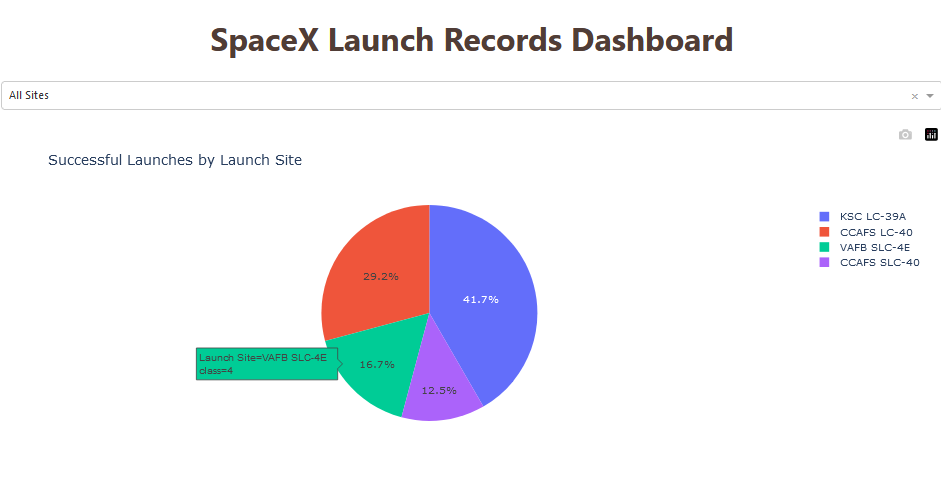 SpaceX Launch Records Dashboard
All Sites
×
Successful Launches by Launch Site
KSC LC-39A
CCAFS LC-40
VAFB SLC-4E
CCAFS SLC-40
29.2%
41.7%
Launch Site=VAFB SLC-4E
class=4
16.7%
12.5%